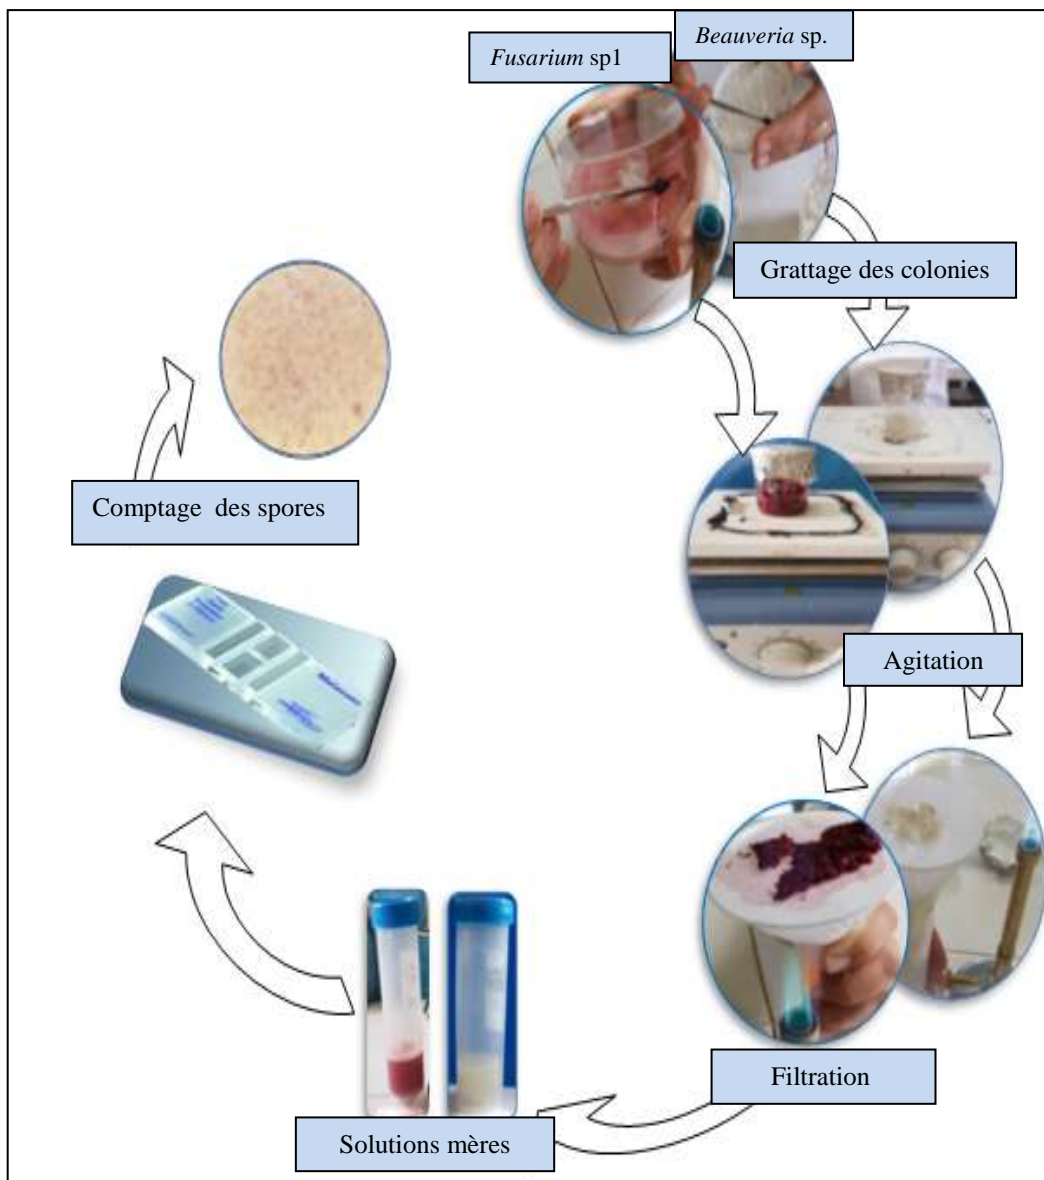 Fusarium sp1
Beauveria sp.
Grattage des colonies
Agitation
Filtration
Solutions mères
Comptage des spores